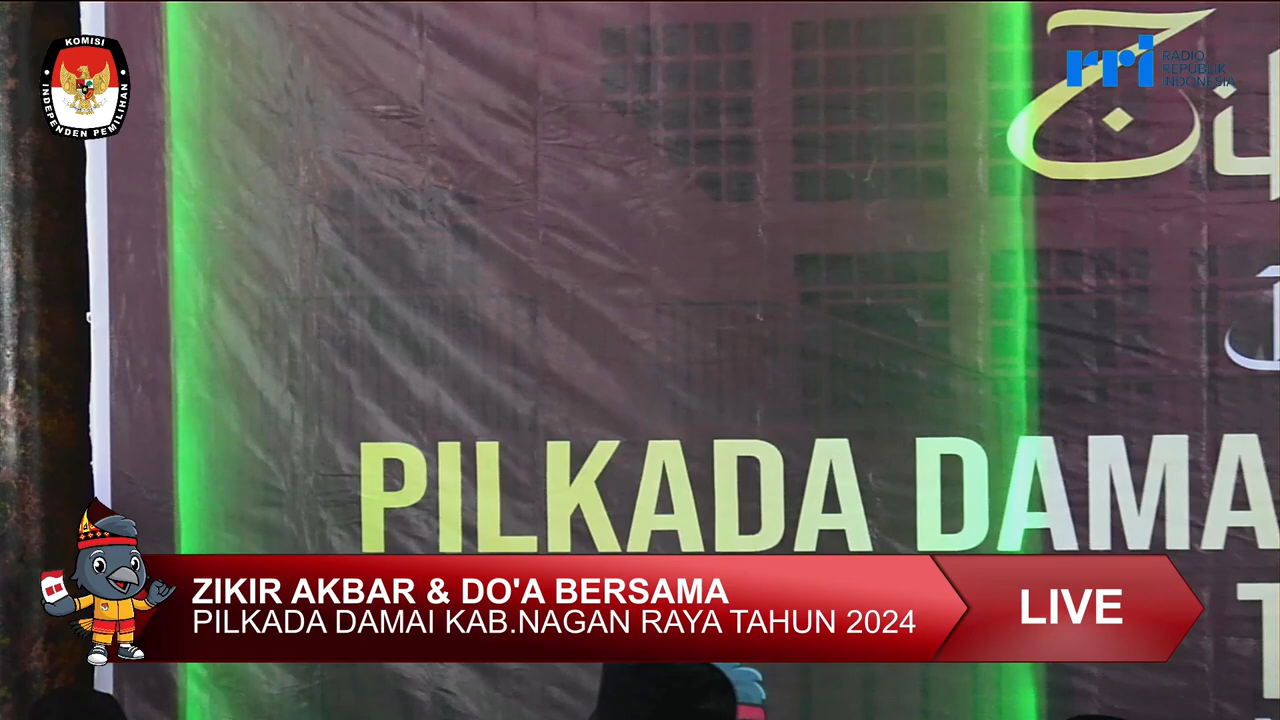 KOMISI
INDEPENDEN PEMILIHAN
rri
RADIO
REPUBLIK
INDONESIA
PILKADA DAMA
ZIKIR AKBAR & DO'A BERSAMA
PILKADA DAMAI KAB.NAGAN RAYA TAHUN 2024
LIVE
T